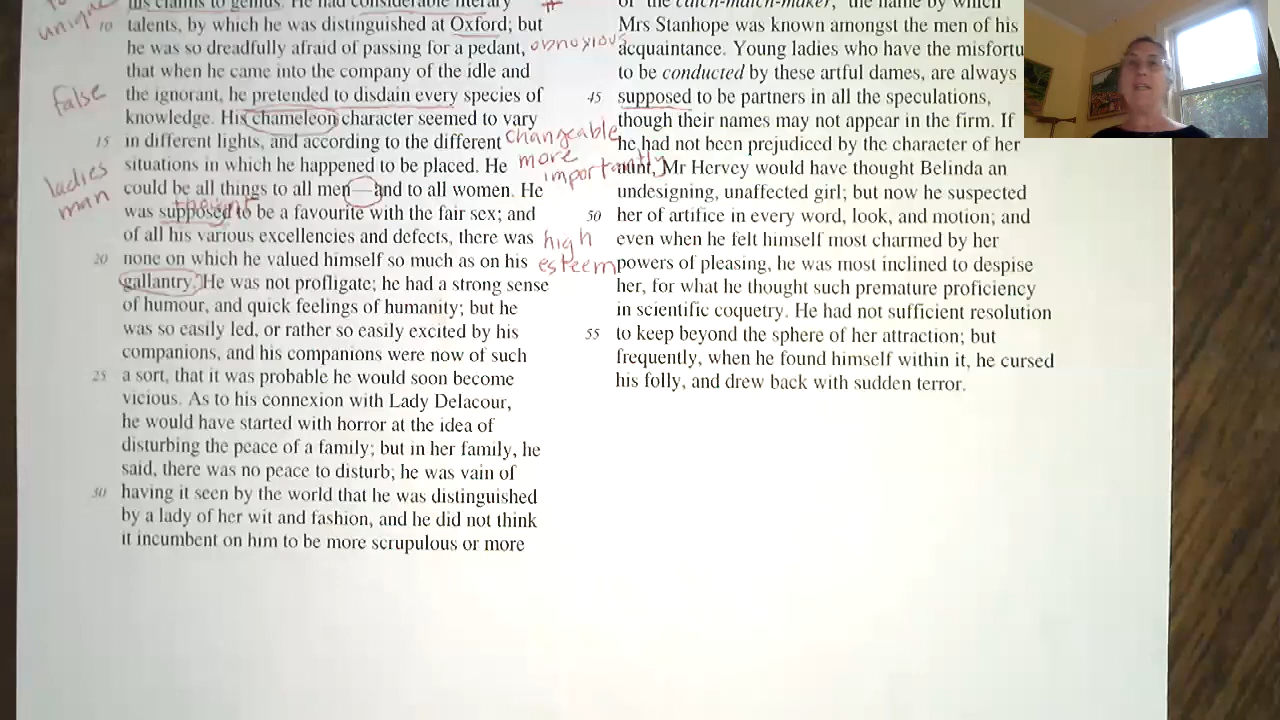 his claims to genius. He had considerable literary
unique
10 talents, by which he was distinguished at Oxford; but
he was so dreadfully afraid of passing for a pedant, obnoxious
that when he came into the company of the idle and
false
the ignorant, he pretended to disdain every species of
knowledge. His chameleon character seemed to vary
15 in different lights, and according to the different changeable
situations in which he happened to be placed. He more importantly
ladies man
could be all things to all men—and to all women. He
was supposed to be a favourite with the fair sex; and
thought
of all his various excellencies and defects, there was high
20 none on which he valued himself so much as on his esteem
gallantry. He was not profligate; he had a strong sense
of humour, and quick feelings of humanity; but he
was so easily led, or rather so easily excited by his
companions, and his companions were now of such
25 a sort, that it was probable he would soon become
vicious. As to his connexion with Lady Delacour,
he would have started with horror at the idea of
disturbing the peace of a family; but in her family, he
said, there was no peace to disturb; he was vain of
30 having it seen by the world that he was distinguished
by a lady of her wit and fashion, and he did not think
it incumbent on him to be more scrupulous or more
of the catch-match-maker, the name by which
Mrs Stanhope was known amongst the men of his
acquaintance. Young ladies who have the misfortu
to be conducted by these artful dames, are always
45 supposed to be partners in all the speculations,
though their names may not appear in the firm. If
he had not been prejudiced by the character of her
aunt, Mr Hervey would have thought Belinda an
undesigning, unaffected girl; but now he suspected
50 her of artifice in every word, look, and motion; and
even when he felt himself most charmed by her
powers of pleasing, he was most inclined to despise
her, for what he thought such premature proficiency
in scientific coquetry. He had not sufficient resolution
55 to keep beyond the sphere of her attraction; but
frequently, when he found himself within it, he cursed
his folly, and drew back with sudden terror.